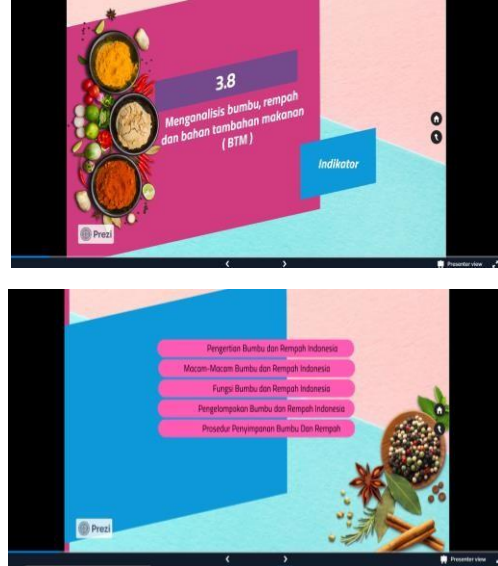 3.8
Menganalisis bumbu, rempah
dan bahan tambahan makanan
( BTM )
Indikator
Prezi
Presenter view
Pengertian Bumbu dan Rempah Indonesia
Macam-Macam Bumbu dan Rempah Indonesia
Fungsi Bumbu dan Rempah Indonesia
Pengelompokan Bumbu dan Rempah Indonesia
Prosedur Penyimpanan Bumbu Dan Rempah
Prezi
Presenter view